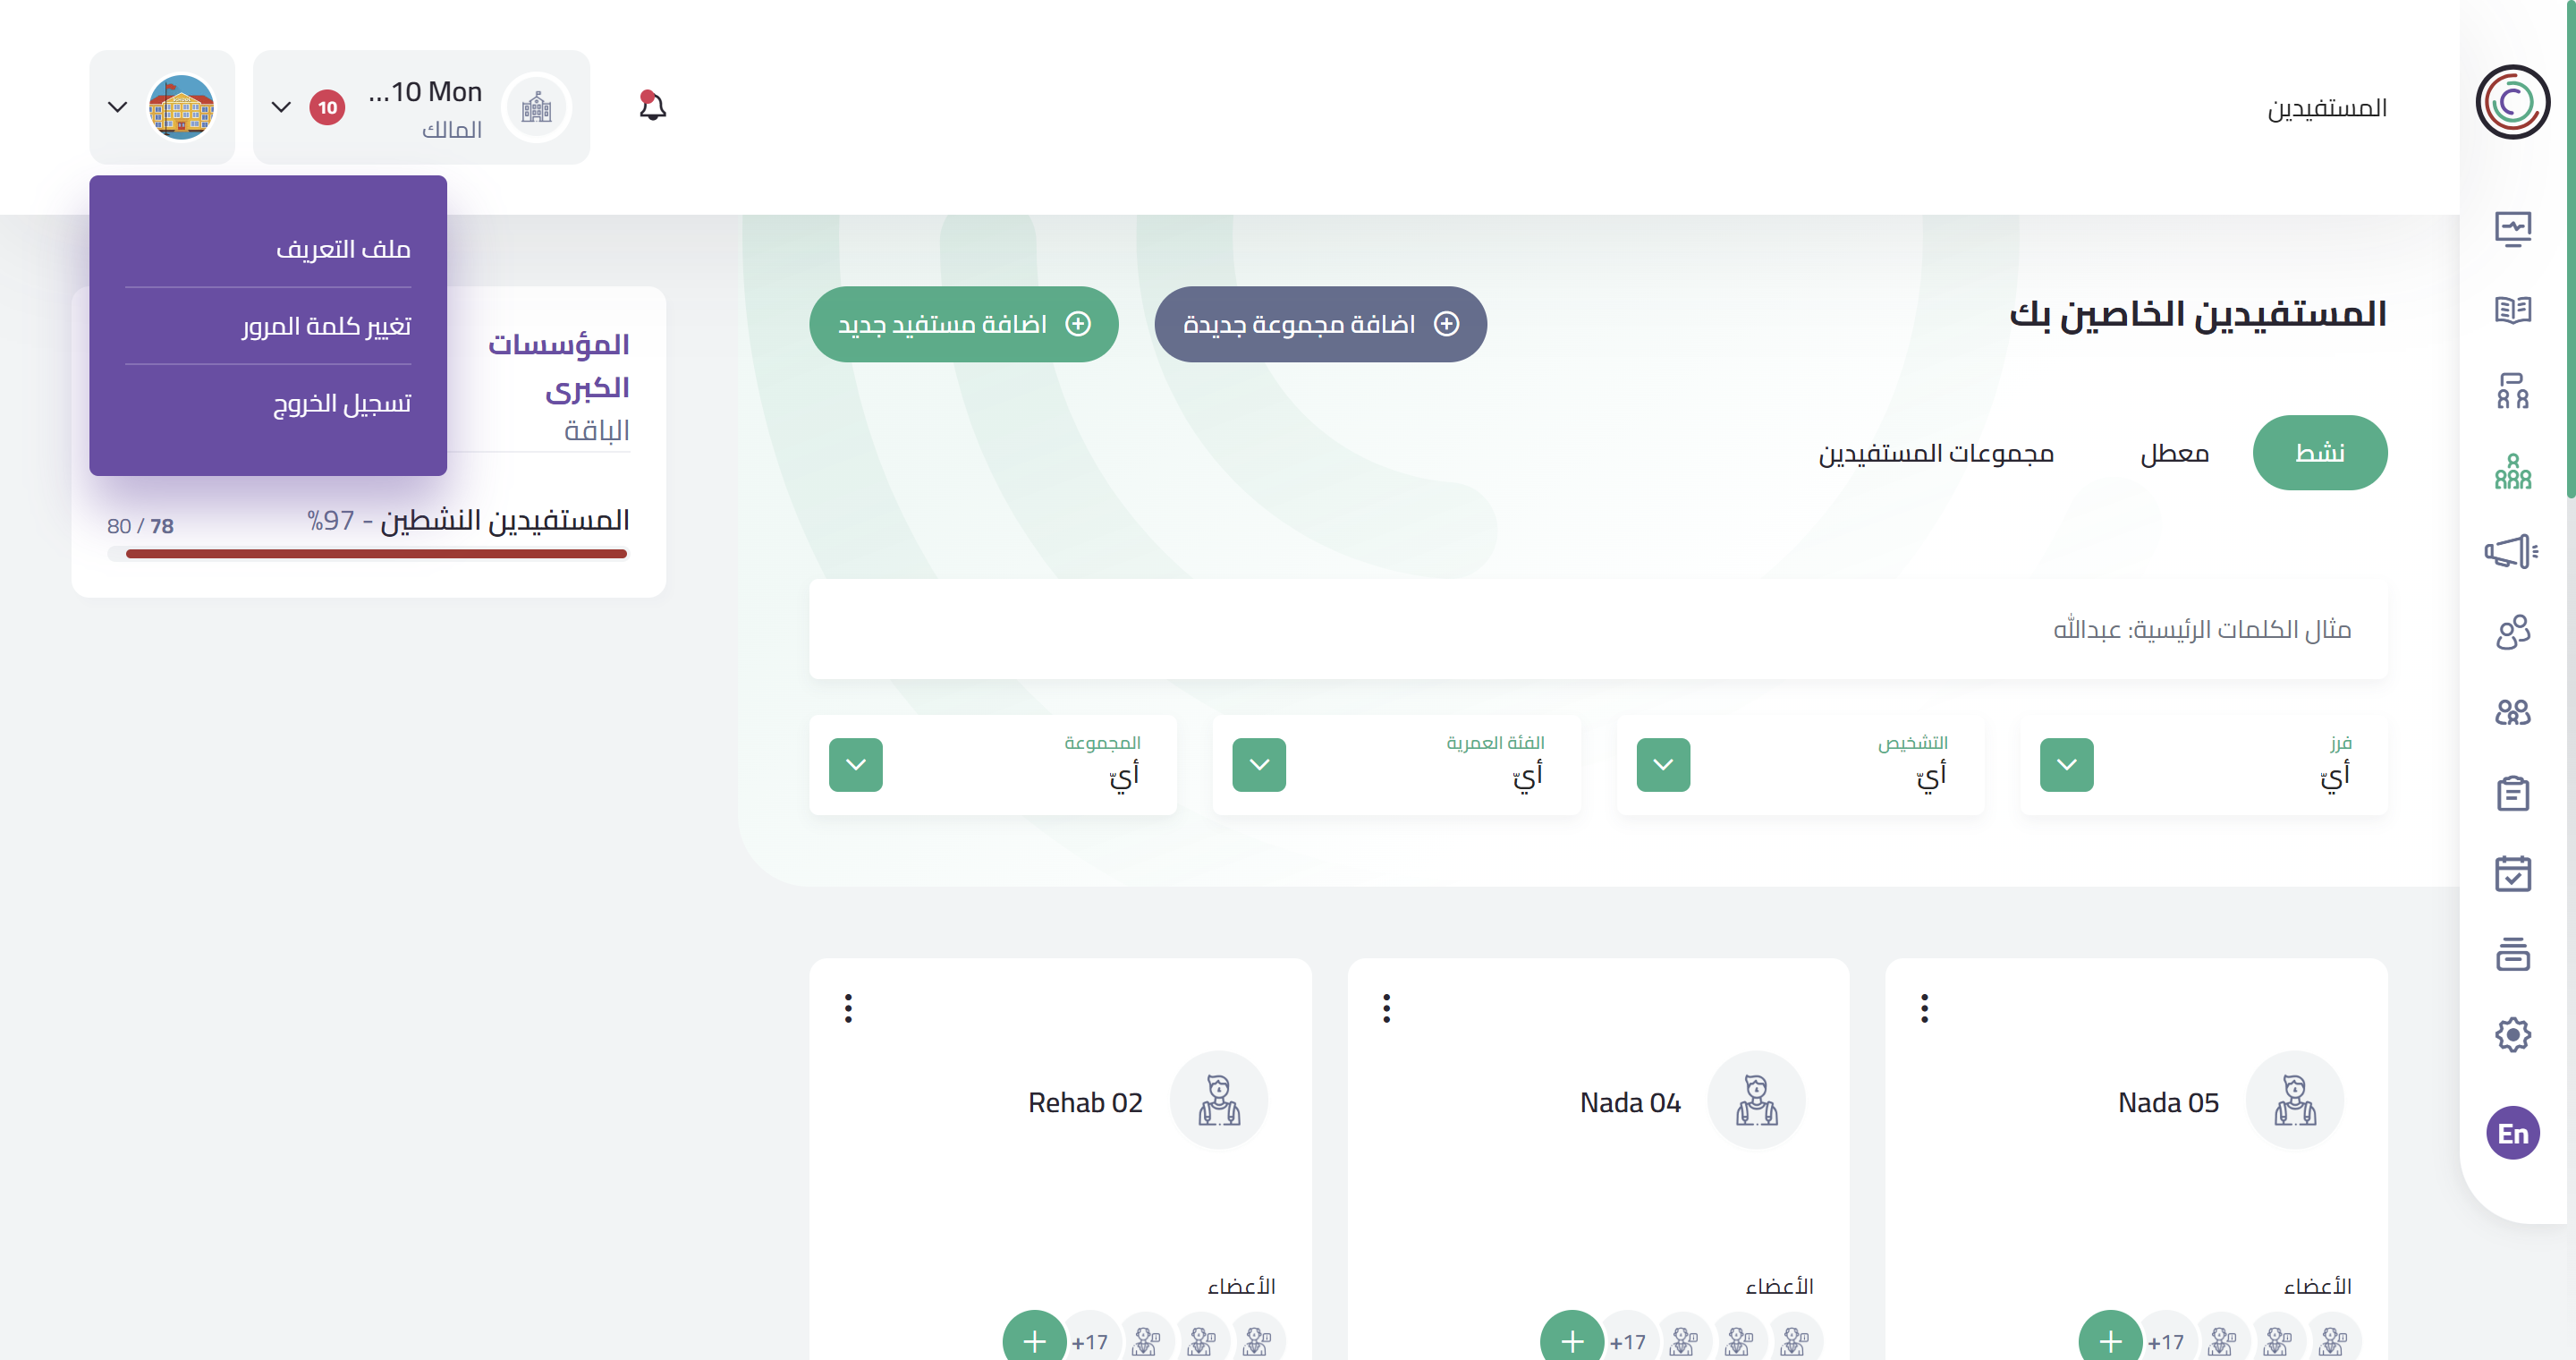 المستفيدين
10 Mon...
المالك
10
ملف التعريف
تغيير كلمة المرور
تسجيل الخروج
المستفيدين الخاصين بك
اضافة مجموعة جديدة
اضافة مستفيد جديد
نشط
معطل
مجموعات المستفيدين
مثال الكلمات الرئيسية: عبدالله
فرز
أيّ
التشخيص
أيّ
الفئة العمرية
أيّ
المجموعة
أيّ
المؤسسات
الكبرى
الباقة
المستفيدين النشطين - 97%
78 / 80
Nada 05
الأعضاء
+17
Nada 04
الأعضاء
+17
Rehab 02
الأعضاء
+17
En